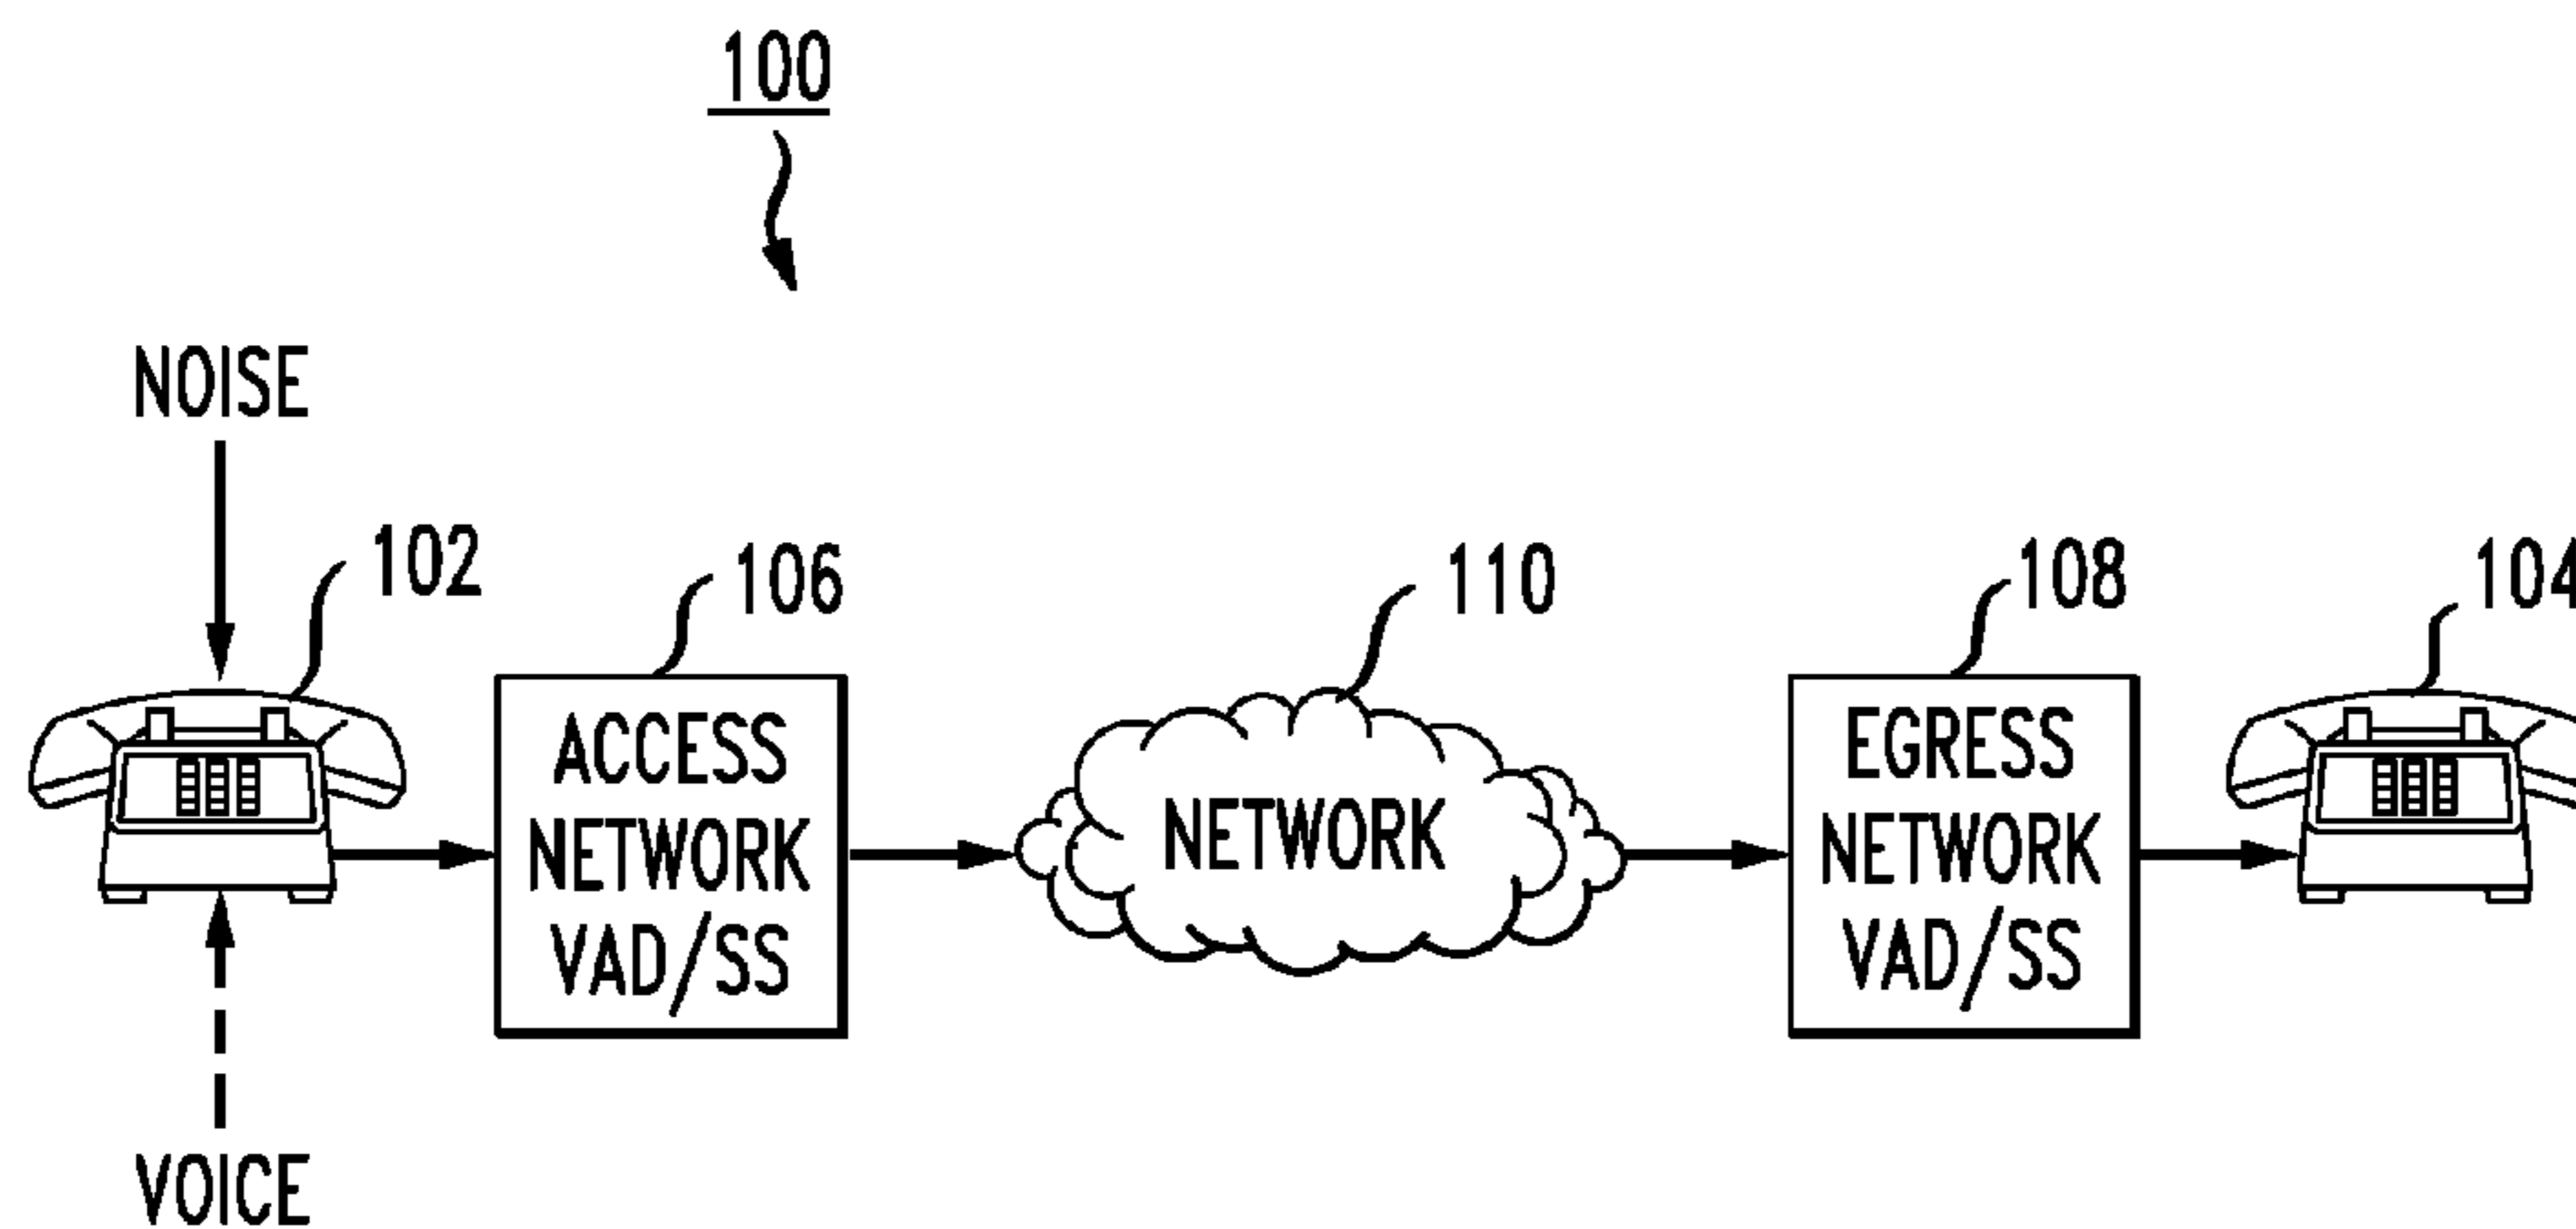 100
NOISE
102
106
110
108
104
ACCESS
NETWORK
VAD/SS
NETWORK
EGRESS
NETWORK
VAD/SS
VOICE